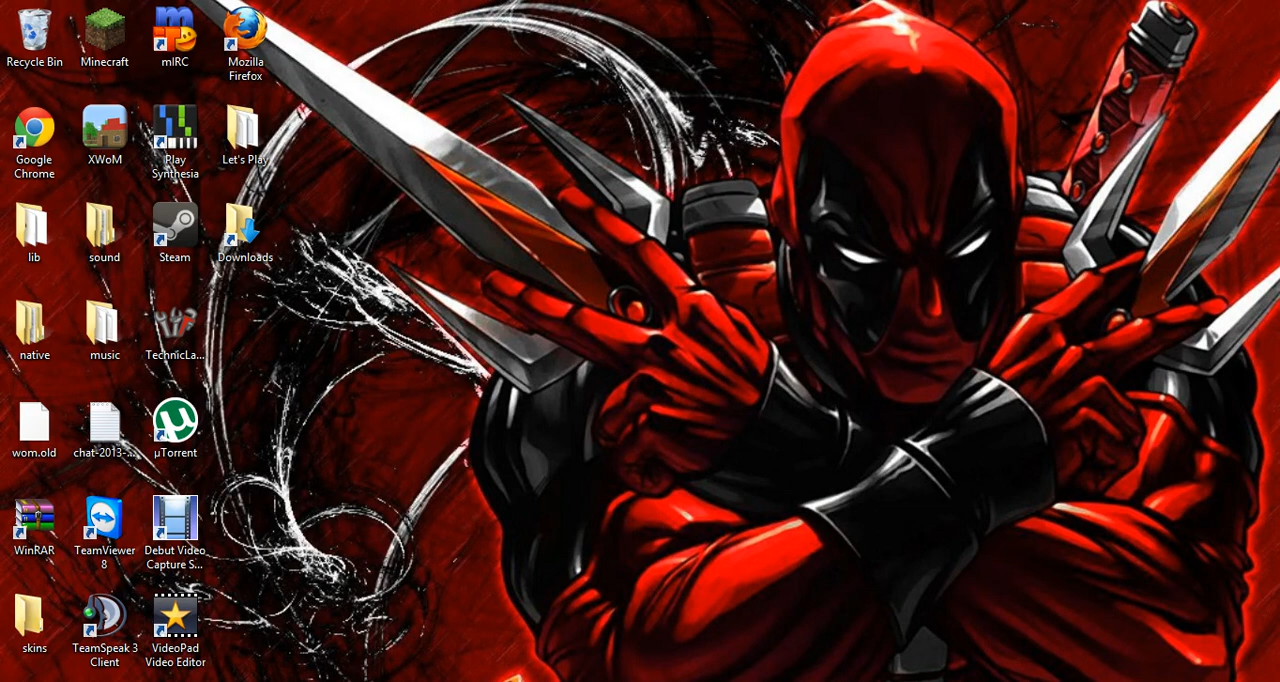 Recycle Bin
Minecraft
mIRC
Mozilla
Firefox
Google
Chrome
XWoM
Play
Synthesia
Let's Play
lib
sound
Steam
Downloads
native
music
TechnicLa...
wom.old
chat-2013-...
µTorrent
WinRAR
TeamViewer
8
Debut Video
Capture S...
skins
TeamSpeak 3
Client
VideoPad
Video Editor